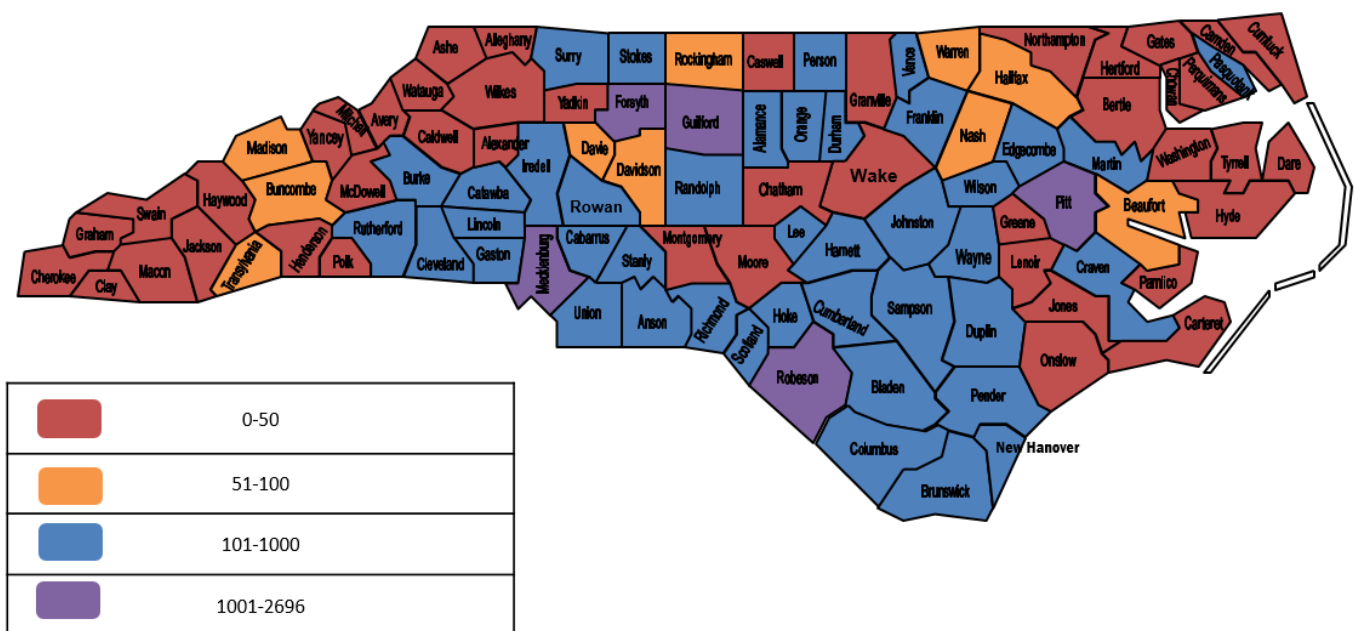 Ashe
Alleghany
Surry
Stokes
Rockingham
Caswell
Person
Granville
Vance
Warren
Halifax
Northampton
Hertford
Gates
Camden
Currituck
Pasquotank
Perquimans
Chowan
Bertie
Watauga
Wilkes
Yadkin
Forsyth
Guilford
Alamance
Orange
Durham
Franklin
Nash
Edgecombe
Martin
Washington
Tyrrell
Dare
Mitchell
Avery
Yancey
Caldwell
Alexander
Iredell
Davie
Davidson
Randolph
Chatham
Wake
Wilson
Pitt
Beaufort
Hyde
Madison
Buncombe
McDowell
Burke
Catawba
Rowan
Lincoln
Haywood
Swain
Graham
Jackson
Cherokee
Clay
Macon
Transylvania
Henderson
Polk
Rutherford
Cleveland
Gaston
Mecklenburg
Cabarrus
Stanly
Montgomery
Moore
Lee
Harnett
Johnston
Wayne
Greene
Lenoir
Craven
Pamlico
Jones
Carteret
Onslow
Union
Anson
Richmond
Scotland
Hoke
Cumberland
Sampson
Duplin
Robeson
Bladen
Pender
Columbus
New Hanover
Brunswick
0-50
51-100
101-1000
1001-2696